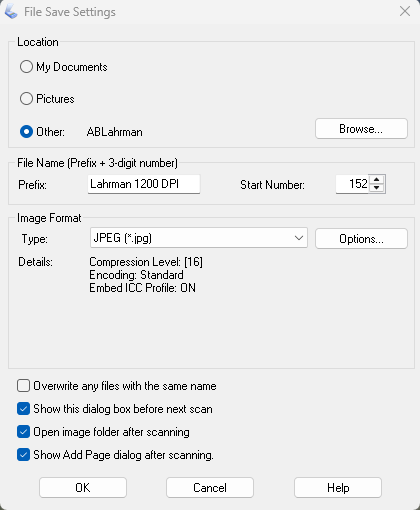 File Save Settings
Location
My Documents
Pictures
Other: ABLahrman
Browse...
File Name (Prefix + 3-digit number)
Prefix: Lahrman 1200 DPI Start Number: 152
Image Format
Type: JPEG (*.jpg) Options...
Details: Compression Level: [16]
Encoding: Standard
Embed ICC Profile: ON
Overwrite any files with the same name
Show this dialog box before next scan
Open image folder after scanning
Show Add Page dialog after scanning.
OK Cancel Help